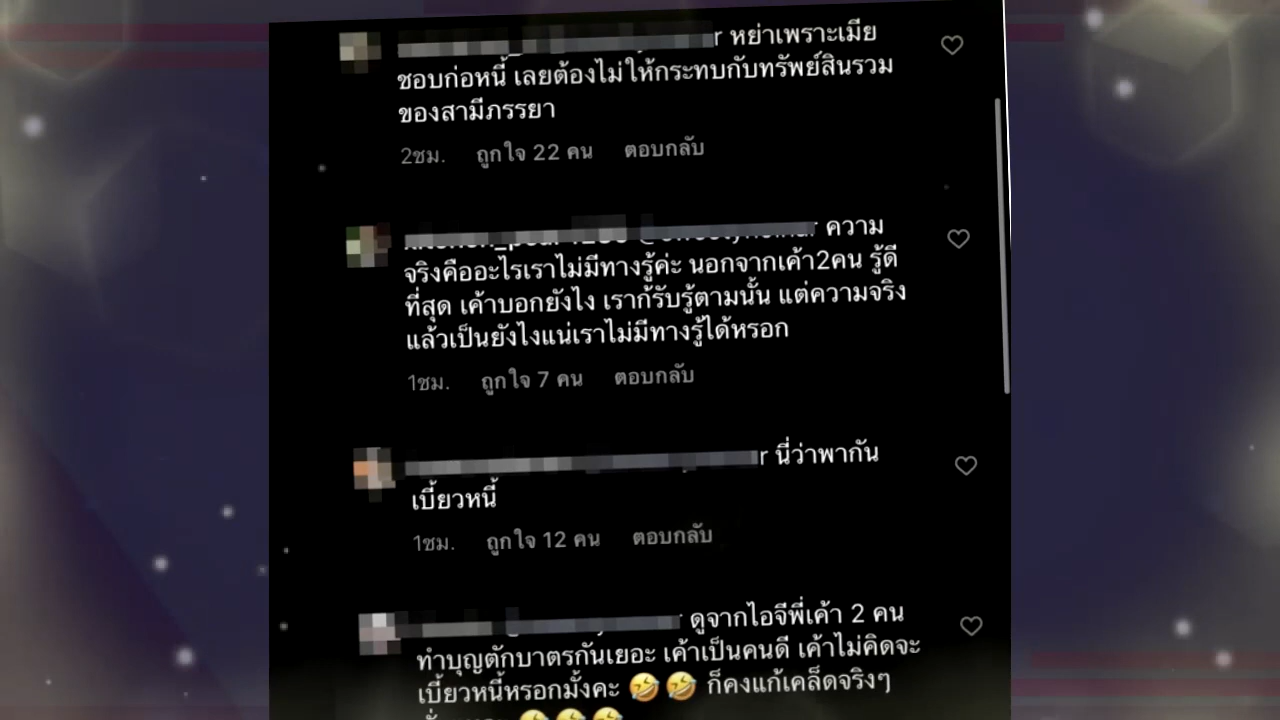 หย่าเพราะเมีย
ชอบก่อหนี้ เลยต้องไม่ให้กระทบกับทรัพย์สินรวม
ของสามีภรรยา
2ชม. ถูกใจ 22 คน ตอบกลับ
ความ
จริงคืออะไรเราไม่มีทางรู้ค่ะ นอกจากเค้า2คน รู้ดี
ที่สุด เค้าบอกยังไง เราก้รับรู้ตามนั้น แต่ความจริง
แล้วเป็นยังไงแน่เราไม่มีทางรู้ได้หรอก
1ชม. ถูกใจ 7 คน ตอบกลับ
นี่ว่าพากัน
เบี้ยวหนี้
1ชม. ถูกใจ 12 คน ตอบกลับ
ดูจากไอจีพี่เค้า 2 คน
ทำบุญตักบาตรกันเยอะ เค้าเป็นคนดี เค้าไม่คิดจะ
เบี้ยวหนี้หรอกมั้งคะ 🤣🤣 ก็คงแก้เคล็ดจริงๆ
🤣🤣🤣